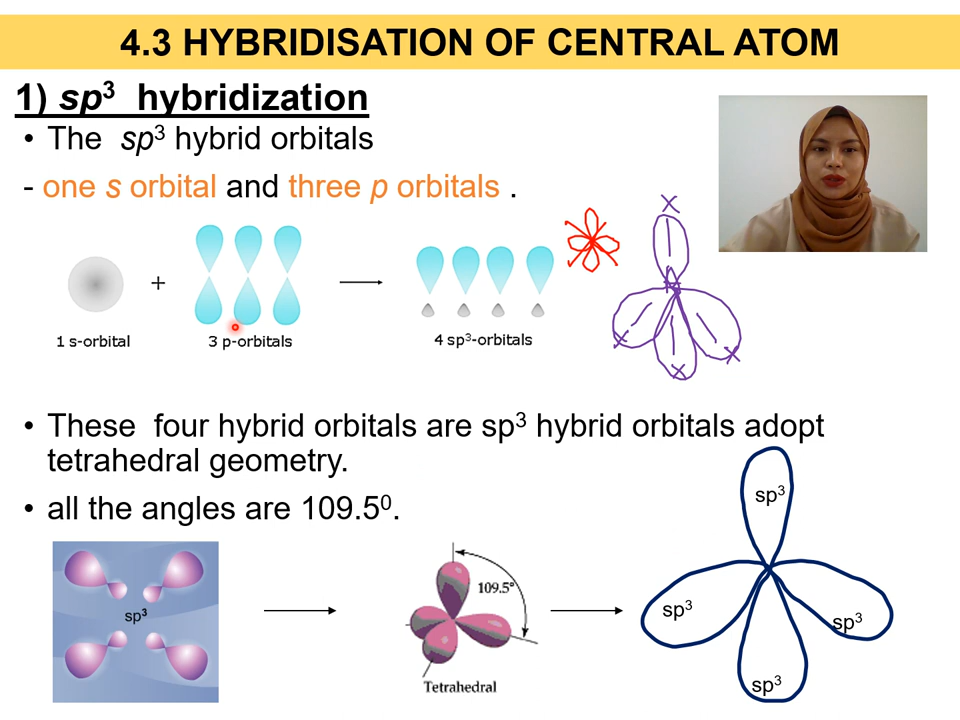 4.3 HYBRIDISATION OF CENTRAL ATOM
1) sp³ hybridization
• The sp³ hybrid orbitals
- one s orbital and three p orbitals .
+
1 s-orbital
3 p-orbitals
4 sp³-orbitals
X
X
X
X
• These four hybrid orbitals are sp³ hybrid orbitals adopt
tetrahedral geometry.
• all the angles are 109.5⁰.
sp³
109.5°
Tetrahedral
sp³
sp³
sp³
sp³